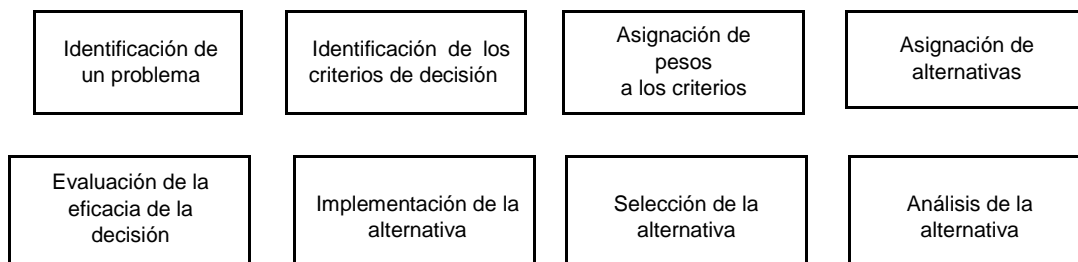 Identificación de
un problema
Identificación de los
criterios de decisión
Asignación de
pesos
a los criterios
Asignación de
alternativas
Evaluación de la
eficacia de la
decisión
Implementación de la
alternativa
Selección de la
alternativa
Análisis de la
alternativa